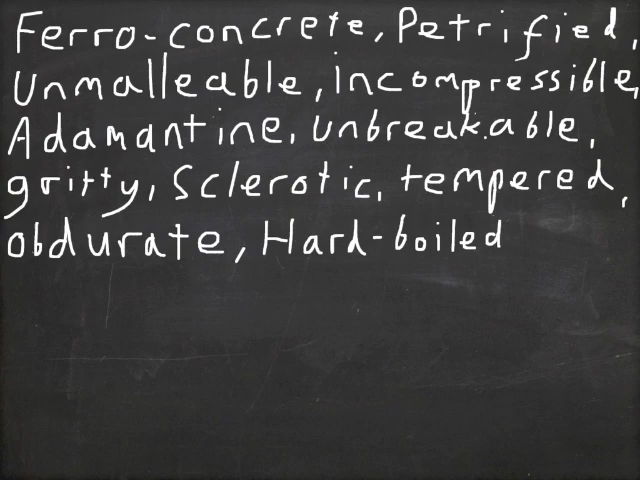 Ferro-concrete, Petrified,
Unmalleable, incompressible,
Adamantine, unbreakable,
gritty, Sclerotic, tempered,
obdurate, Hard-boiled